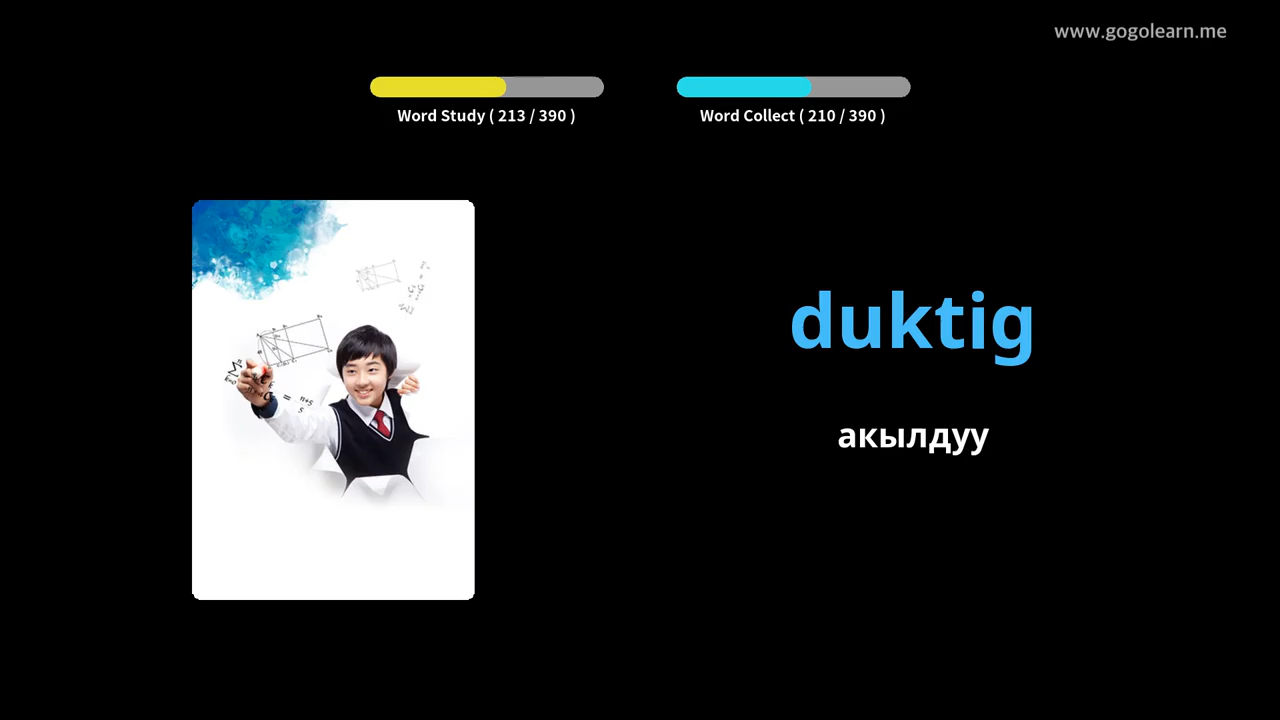 www.gogolearn.me
Word Study ( 213 / 390 )
Word Collect ( 210 / 390 )
duktig
акылдуу